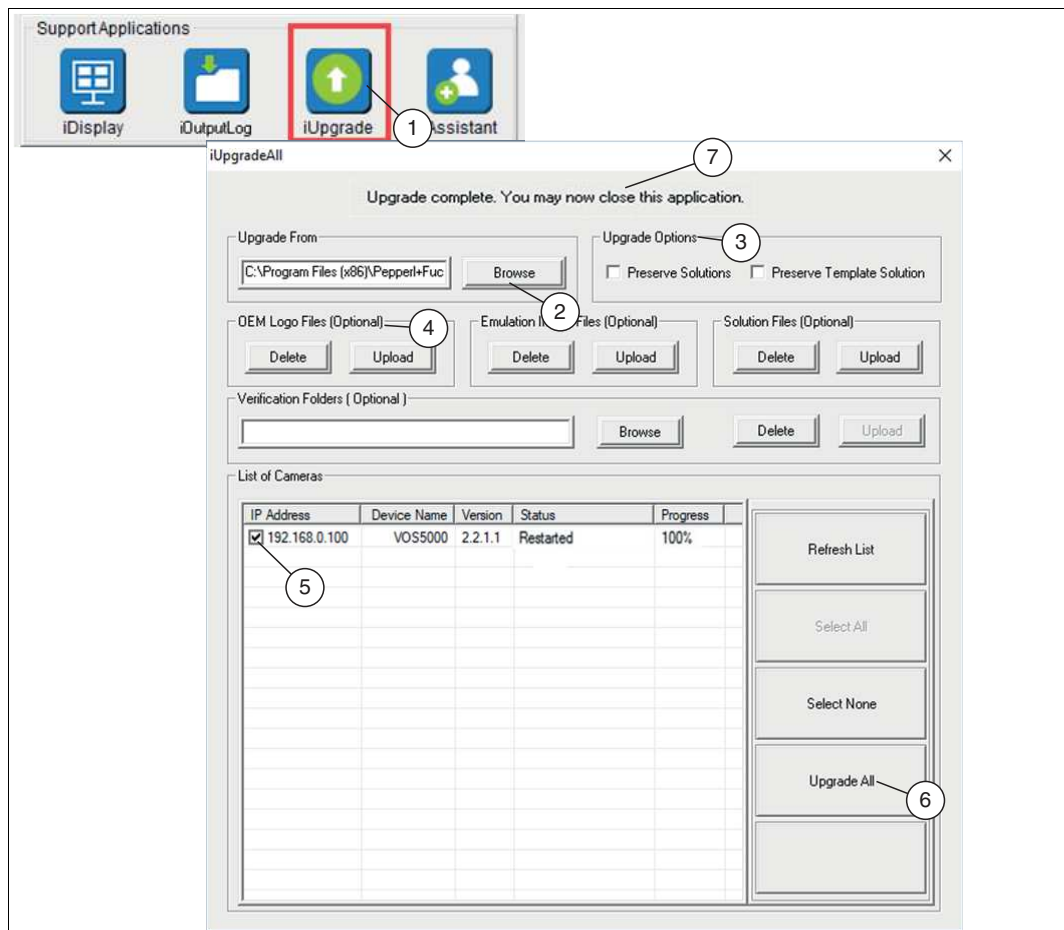 Support Applications
iDisplay iOutputLog iUpgrade 1 Assistant
iUpgradeAll
7
Upgrade complete. You may now close this application.
Upgrade From
C:\Program Files (x86)\Pepperl+Fuc Browse
2
Upgrade Options 3
Preserve Solutions Preserve Template Solution
OEM Logo Files (Optional) 4
Delete Upload
Emulation Files (Optional)
Delete Upload
Solution Files (Optional)
Delete Upload
Verification Folders ( Optional )
Browse Delete Upload
List of Cameras
IP Address Device Name Version Status Progress
192.168.0.100 VOS5000 2.2.1.1 Restarted 100%
5
Refresh List
Select All
Select None
Upgrade All
6